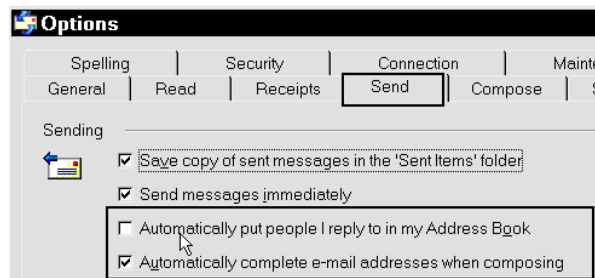 Options
Spelling Security Connection
General Read Receipts Send Compose
Sending
Save copy of sent messages in the 'Sent Items' folder
Send messages immediately
Automatically put people I reply to in my Address Book
Automatically complete e-mail addresses when composing